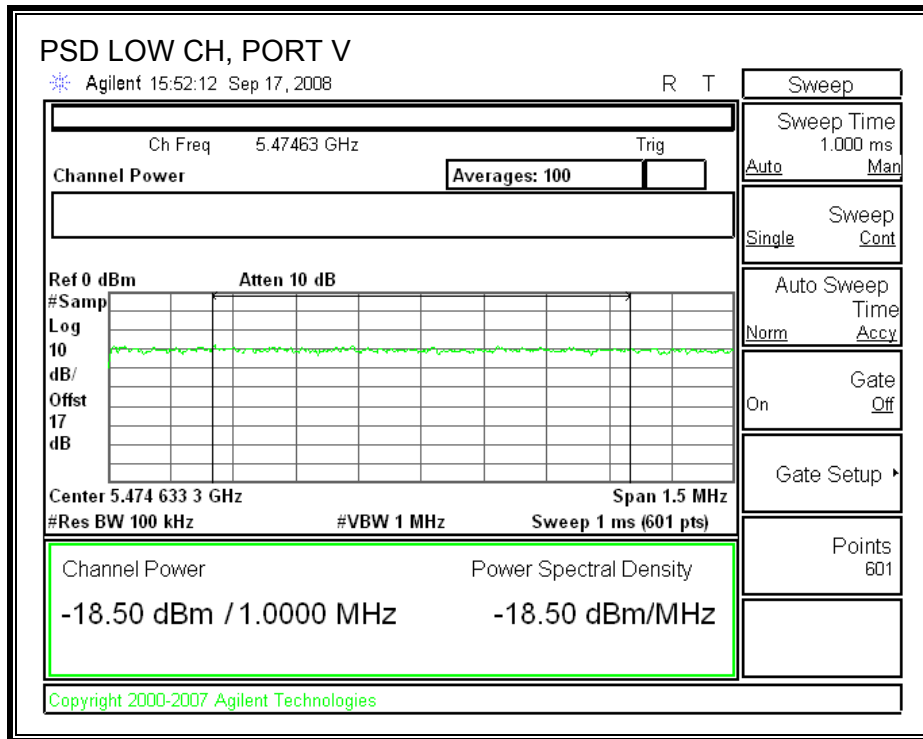 PSD LOW CH, PORT V
Agilent 15:52:12 Sep 17, 2008 R T
Sweep
Ch Freq 5.47463 GHz Trig
Channel Power Averages: 100
Ref 0 dBm Atten 10 dB
#Samp
Log
10
dB/
Offst
17
dB
Center 5.474 633 3 GHz Span 1.5 MHz
#Res BW 100 kHz #VBW 1 MHz Sweep 1 ms (601 pts)
Channel Power Power Spectral Density
-18.50 dBm / 1.0000 MHz -18.50 dBm/MHz
Sweep Time
1.000 ms
Auto Man
Sweep
Single Cont
Auto Sweep
Time
Norm Accy
Gate
On Off
Gate Setup
Points
601
Copyright 2000-2007 Agilent Technologies